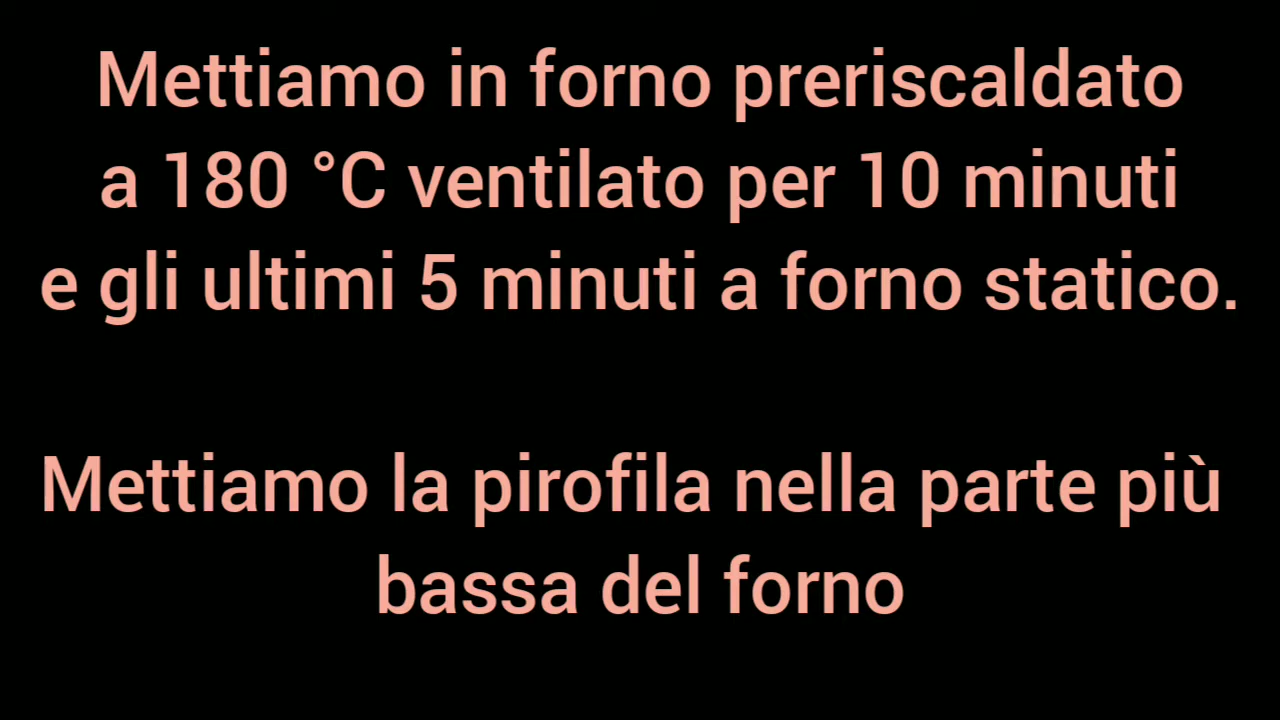 Mettiamo in forno preriscaldato
a 180 °C ventilato per 10 minuti
e gli ultimi 5 minuti a forno statico.
Mettiamo la pirofila nella parte più
bassa del forno